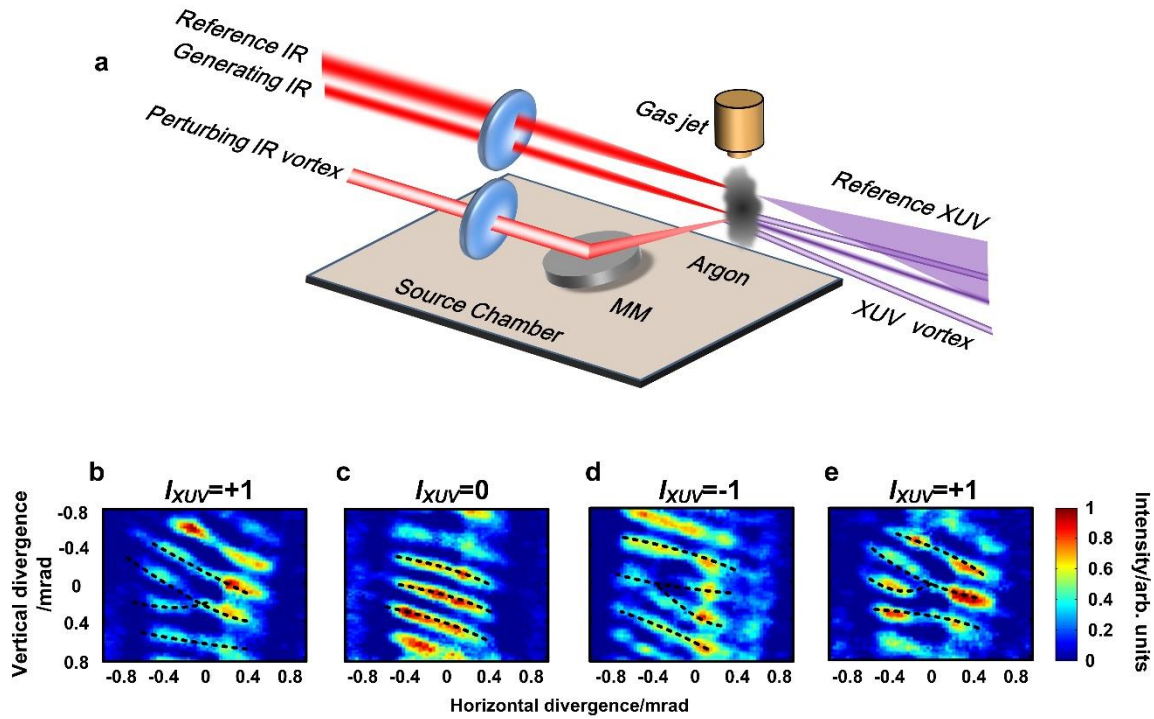 a
Reference IR
Generating IR
Perturbing IR vortex
Gas jet
Reference XUV
Argon
MM
Source Chamber
XUV vortex
b c d e
l_XUV=+1 l_XUV=0 l_XUV=-1 l_XUV=+1
Vertical divergence
/mrad
-0.8
-0.4
0
0.4
0.8
-0.8 -0.4 0 0.4 0.8 -0.8 -0.4 0 0.4 0.8 -0.8 -0.4 0 0.4 0.8 -0.8 -0.4 0 0.4 0.8
Horizontal divergence/mrad
1
0.8
0.6
0.4
0.2
0
Intensity/arb. units